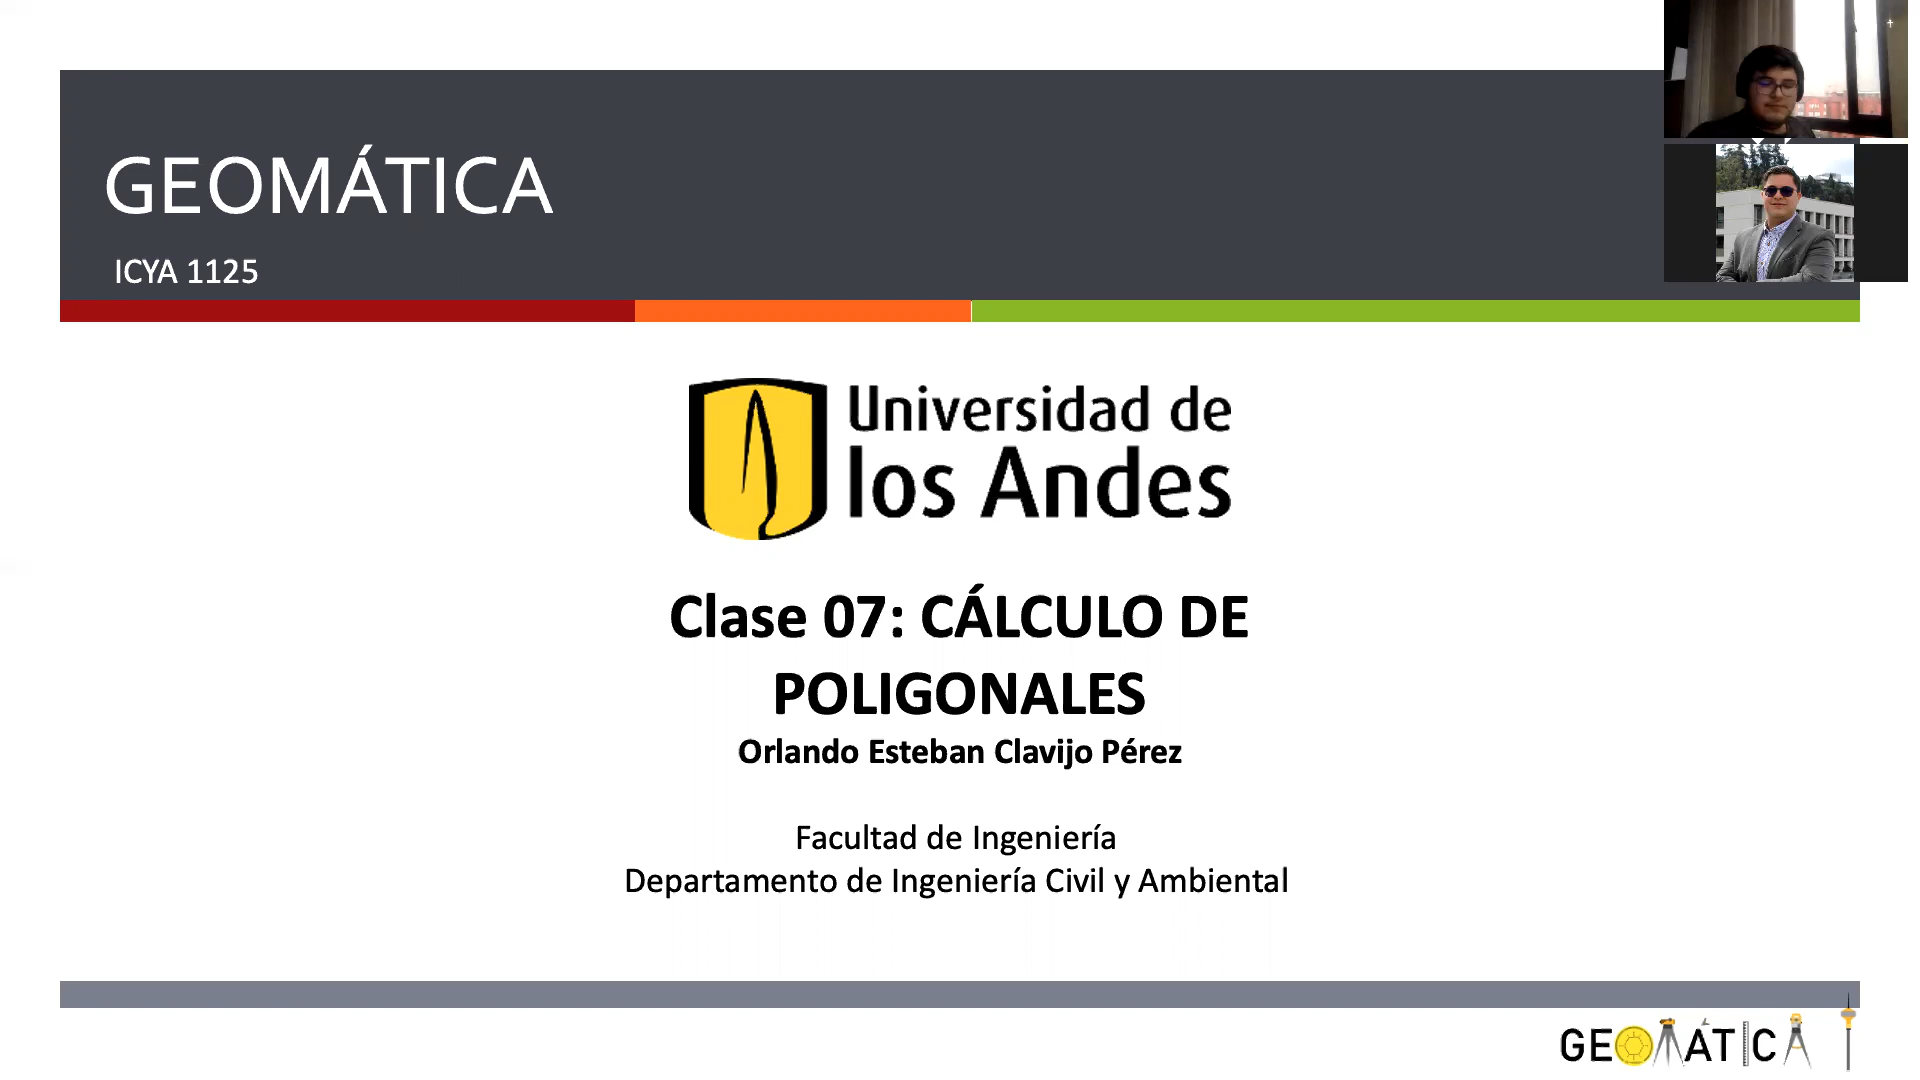 GEOMÁTICA
ICYA 1125
Universidad de
los Andes
Clase 07: CÁLCULO DE
POLIGONALES
Orlando Esteban Clavijo Pérez
Facultad de Ingeniería
Departamento de Ingeniería Civil y Ambiental
GEOMÁTICA